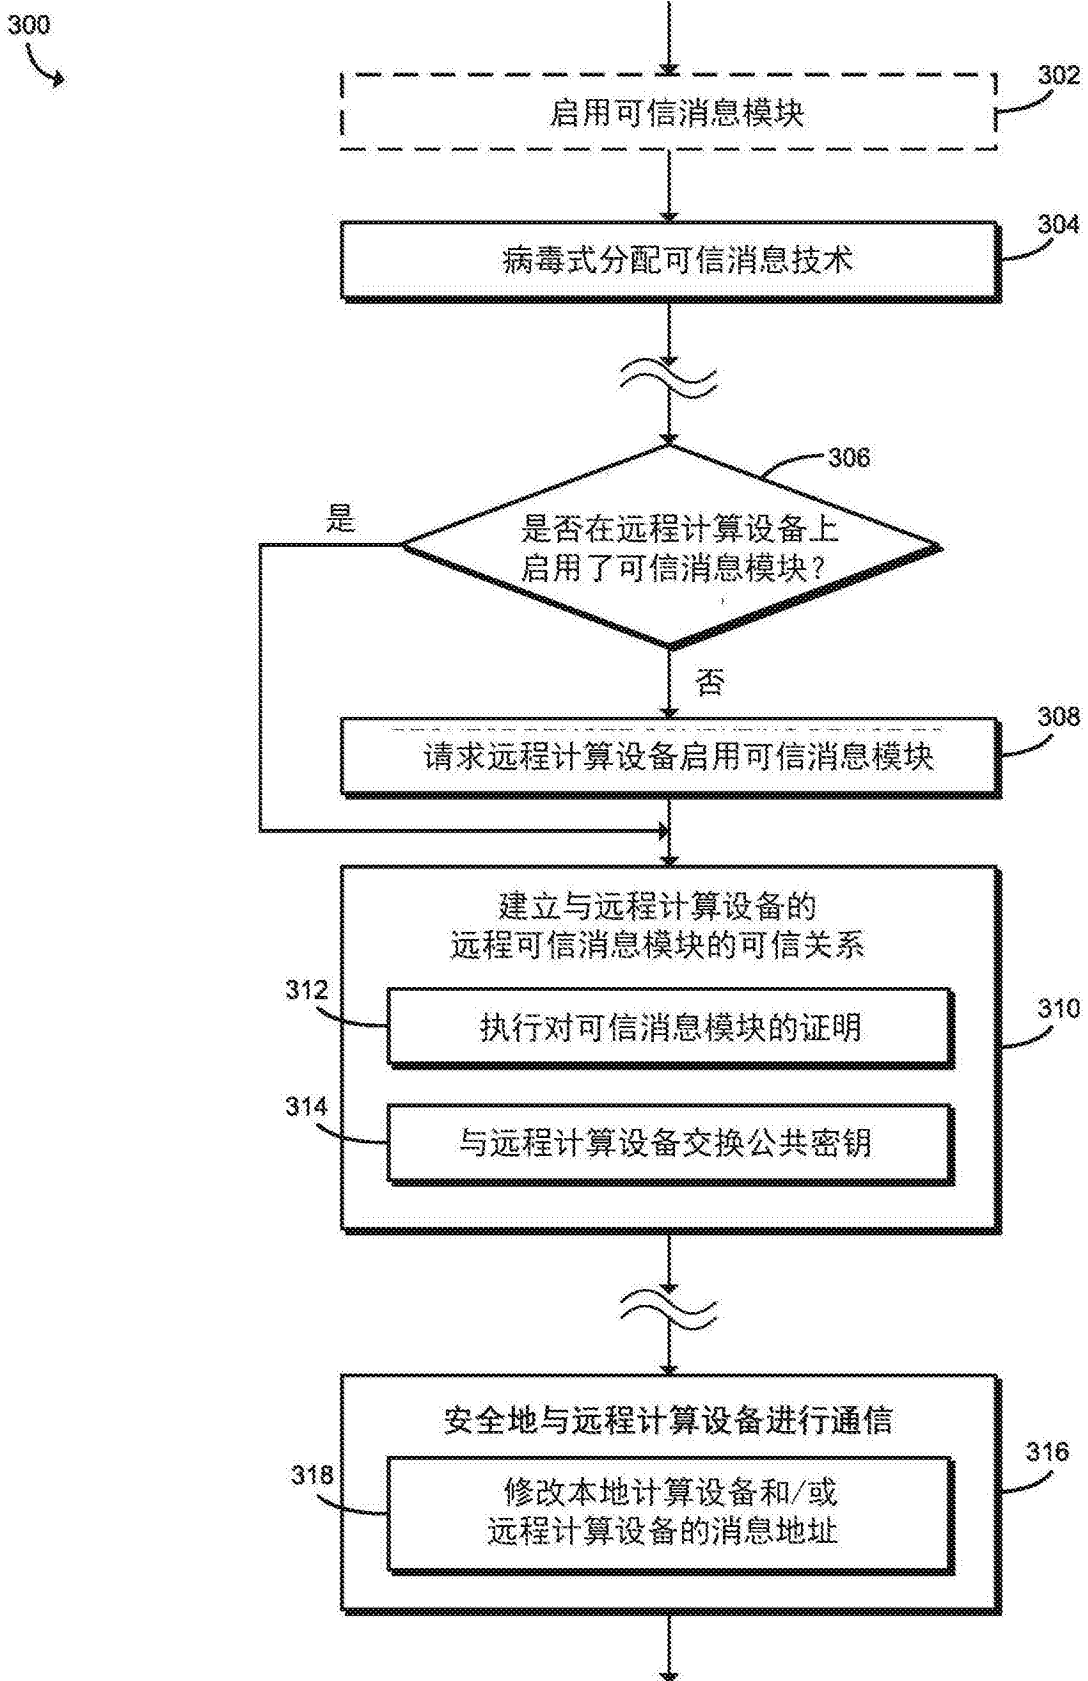 300
302
启用可信消息模块
304
病毒式分配可信消息技术
306
是
是否在远程计算设备上
启用了可信消息模块?
否
308
请求远程计算设备启用可信消息模块
建立与远程计算设备的
远程可信消息模块的可信关系
312
310
执行对可信消息模块的证明
314
与远程计算设备交换公共密钥
安全地与远程计算设备进行通信
316
318
修改本地计算设备和/或
远程计算设备的消息地址